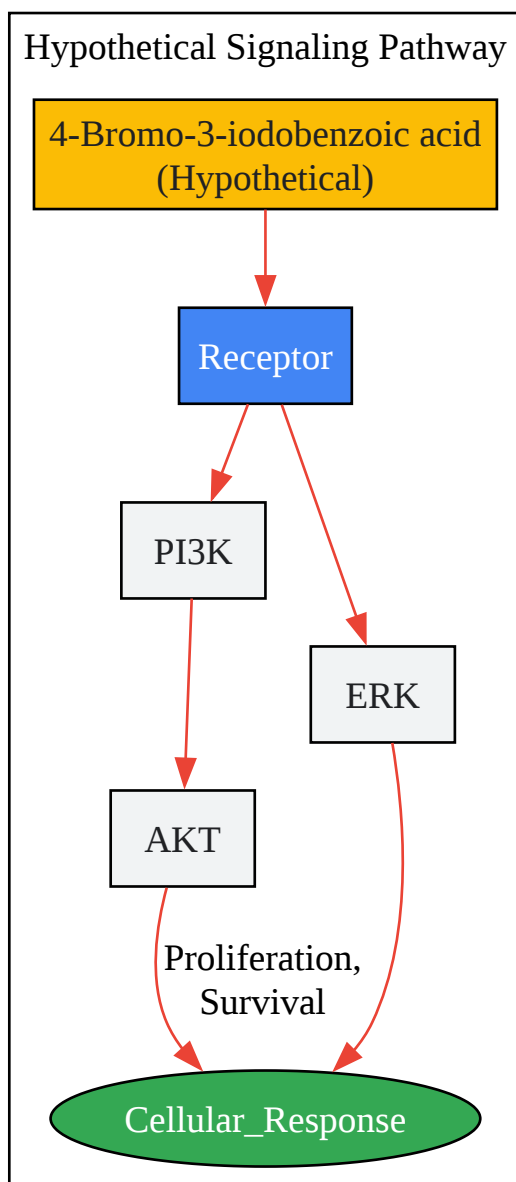 Hypothetical Signaling Pathway
4-Bromo-3-iodobenzoic acid
(Hypothetical)
Receptor
PI3K
ERK
AKT
Proliferation,
Survival
Cellular_Response